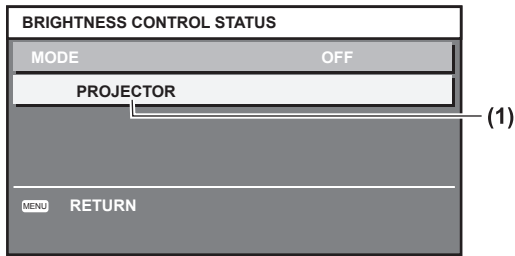 BRIGHTNESS CONTROL STATUS
MODE OFF
PROJECTOR
(1)
MENU RETURN